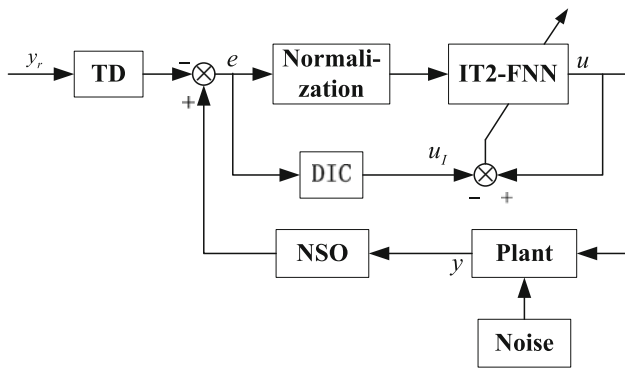 y_r
TD
−
+
e
Normali-
zation
IT2-FNN
u
DIC
u_I
−
+
NSO
y
Plant
Noise